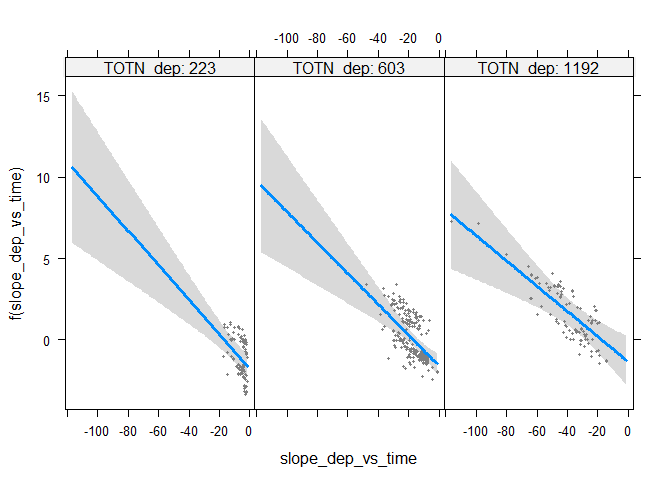 -100 -80 -60 -40 -20 0
TOTN_dep: 223 TOTN_dep: 603 TOTN_dep: 1192
15
10
5
0
f(slope_dep_vs_time)
-100 -80 -60 -40 -20 0 -100 -80 -60 -40 -20 0
slope_dep_vs_time